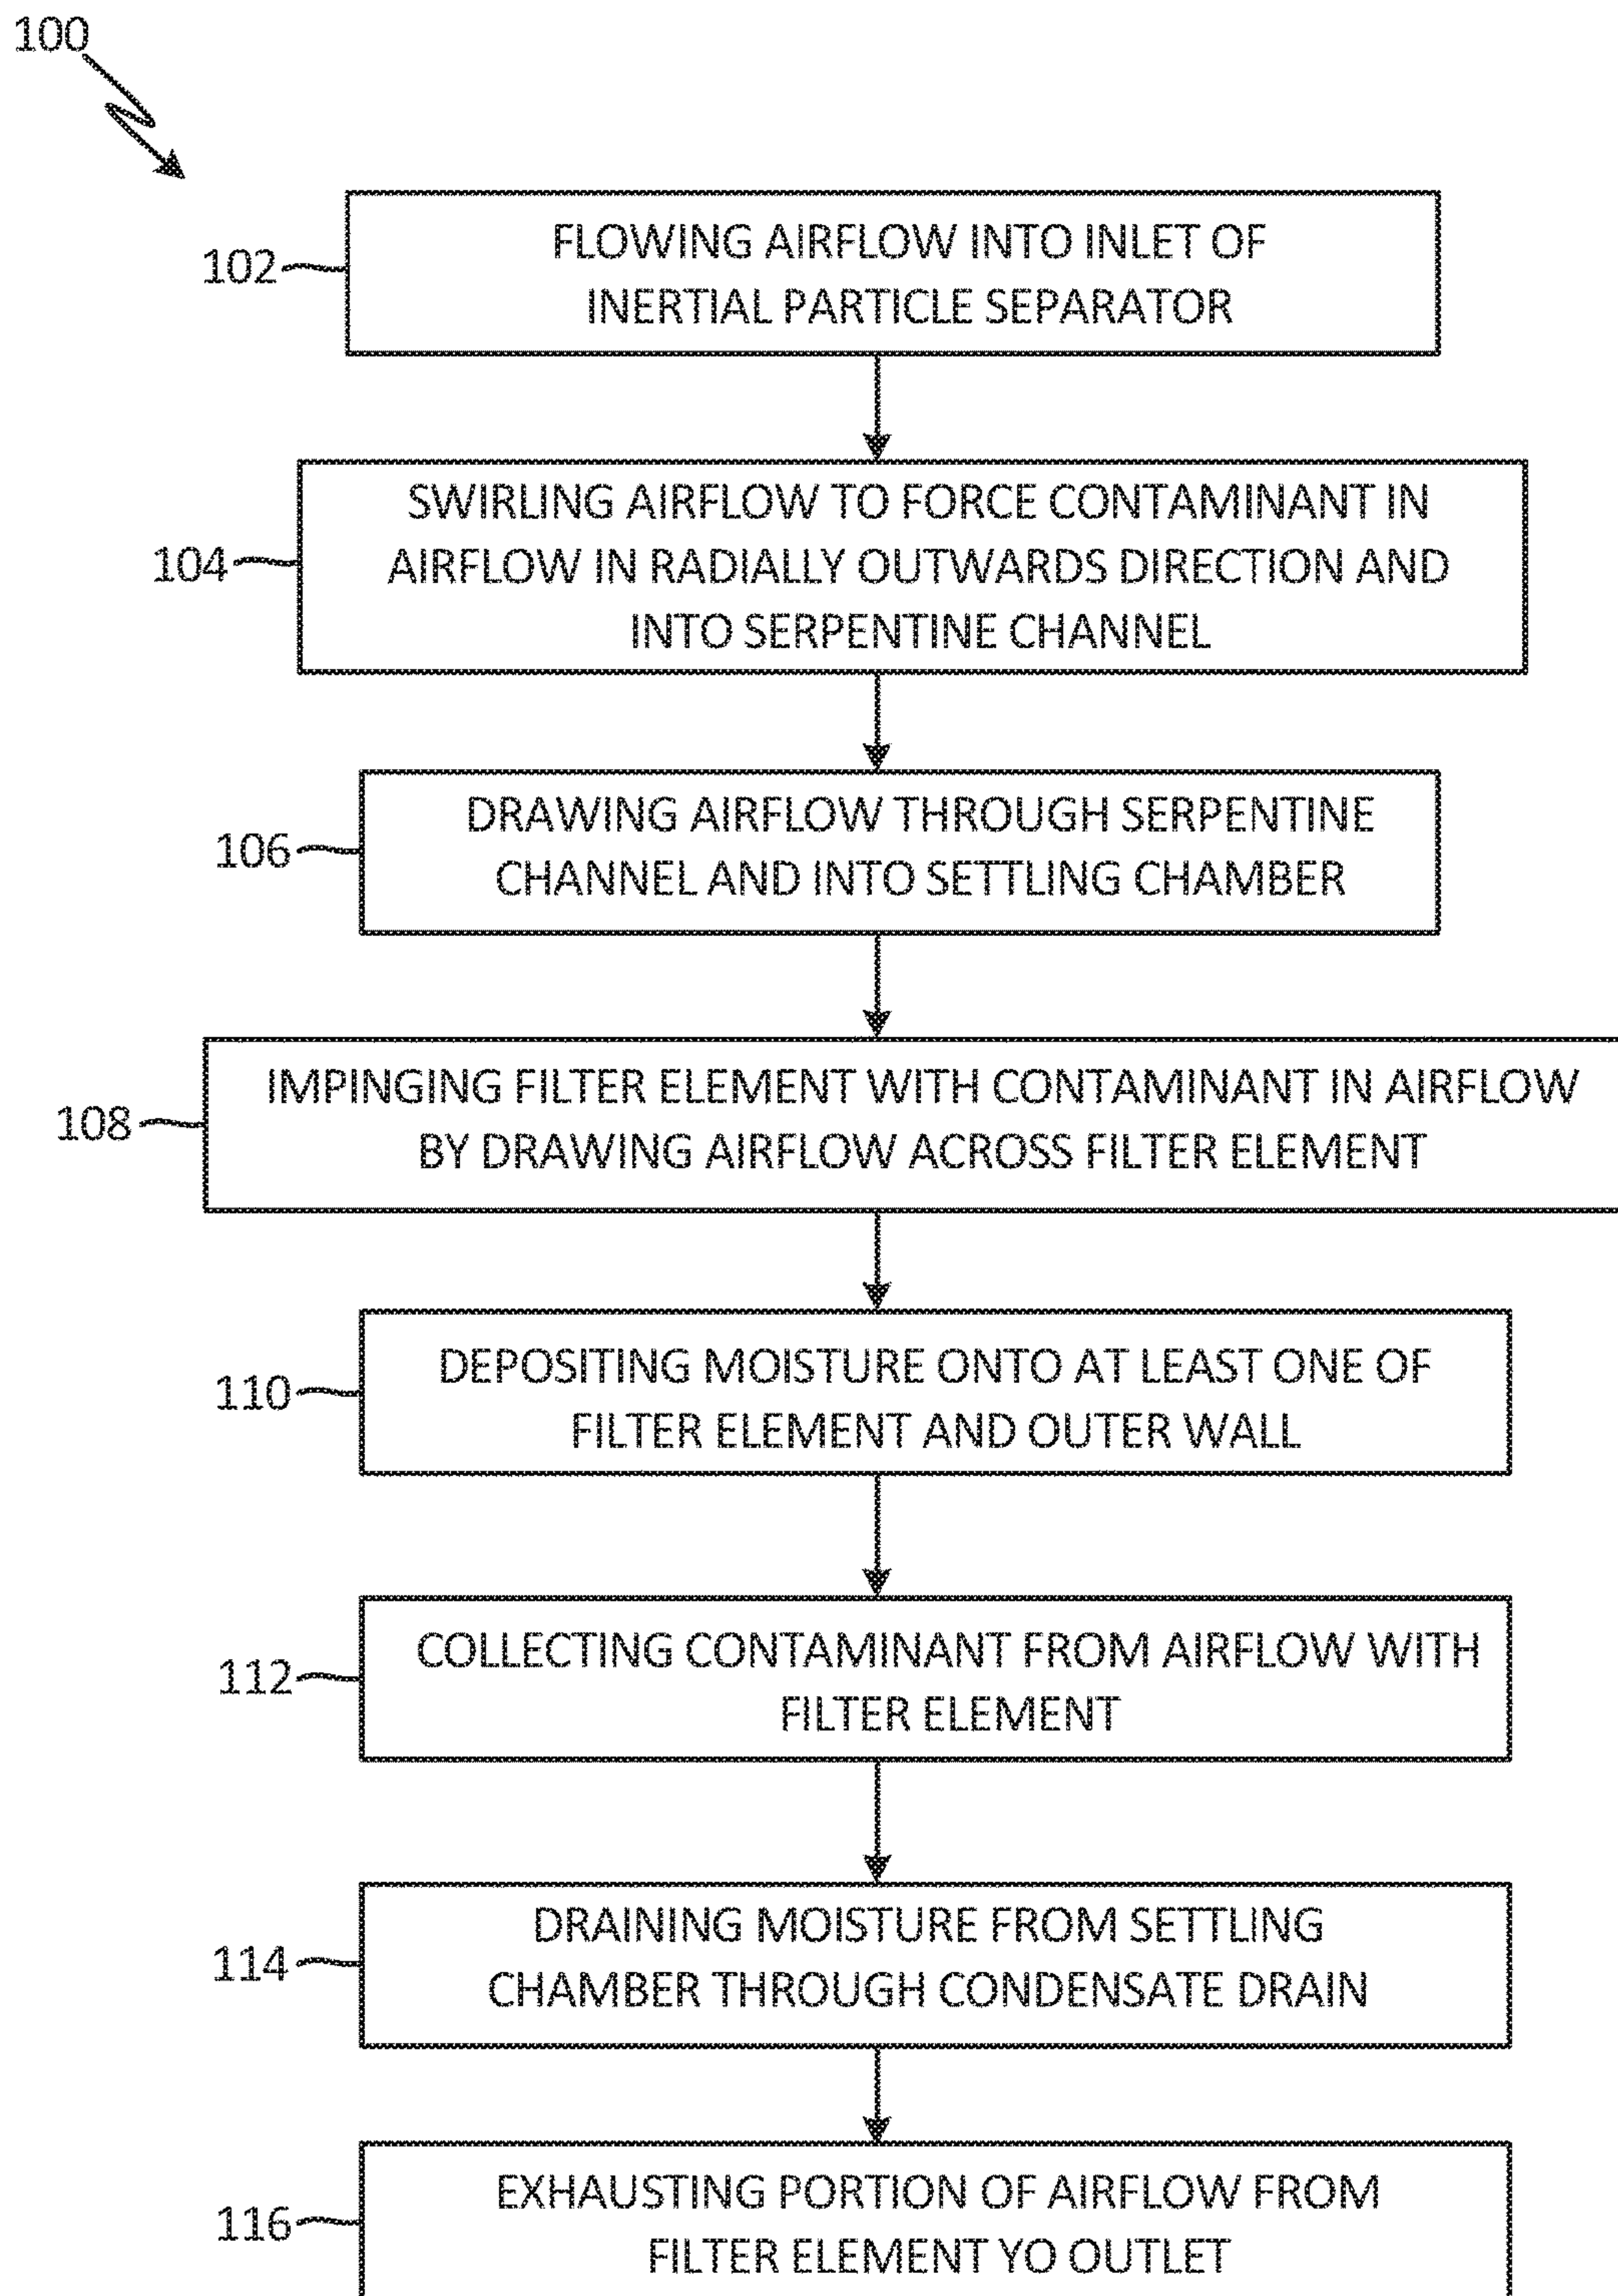 100
102
FLOWING AIRFLOW INTO INLET OF
INERTIAL PARTICLE SEPARATOR
104
SWIRLING AIRFLOW TO FORCE CONTAMINANT IN
AIRFLOW IN RADIALLY OUTWARDS DIRECTION AND
INTO SERPENTINE CHANNEL
106
DRAWING AIRFLOW THROUGH SERPENTINE
CHANNEL AND INTO SETTLING CHAMBER
108
IMPINGING FILTER ELEMENT WITH CONTAMINANT IN AIRFLOW
BY DRAWING AIRFLOW ACROSS FILTER ELEMENT
110
DEPOSITING MOISTURE ONTO AT LEAST ONE OF
FILTER ELEMENT AND OUTER WALL
112
COLLECTING CONTAMINANT FROM AIRFLOW WITH
FILTER ELEMENT
114
DRAINING MOISTURE FROM SETTLING
CHAMBER THROUGH CONDENSATE DRAIN
116
EXHAUSTING PORTION OF AIRFLOW FROM
FILTER ELEMENT YO OUTLET